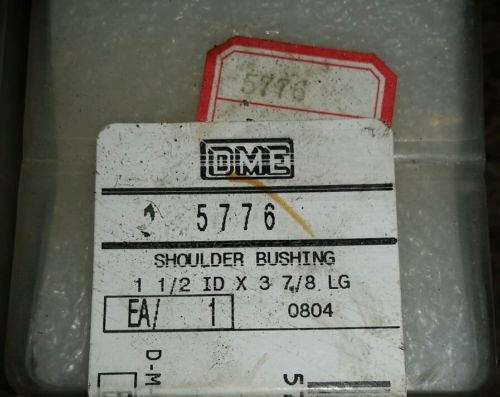 5776
DME
5776
SHOULDER BUSHING
1 1/2 ID X 3 7/8 LG
EA/ 1
0804
D-M